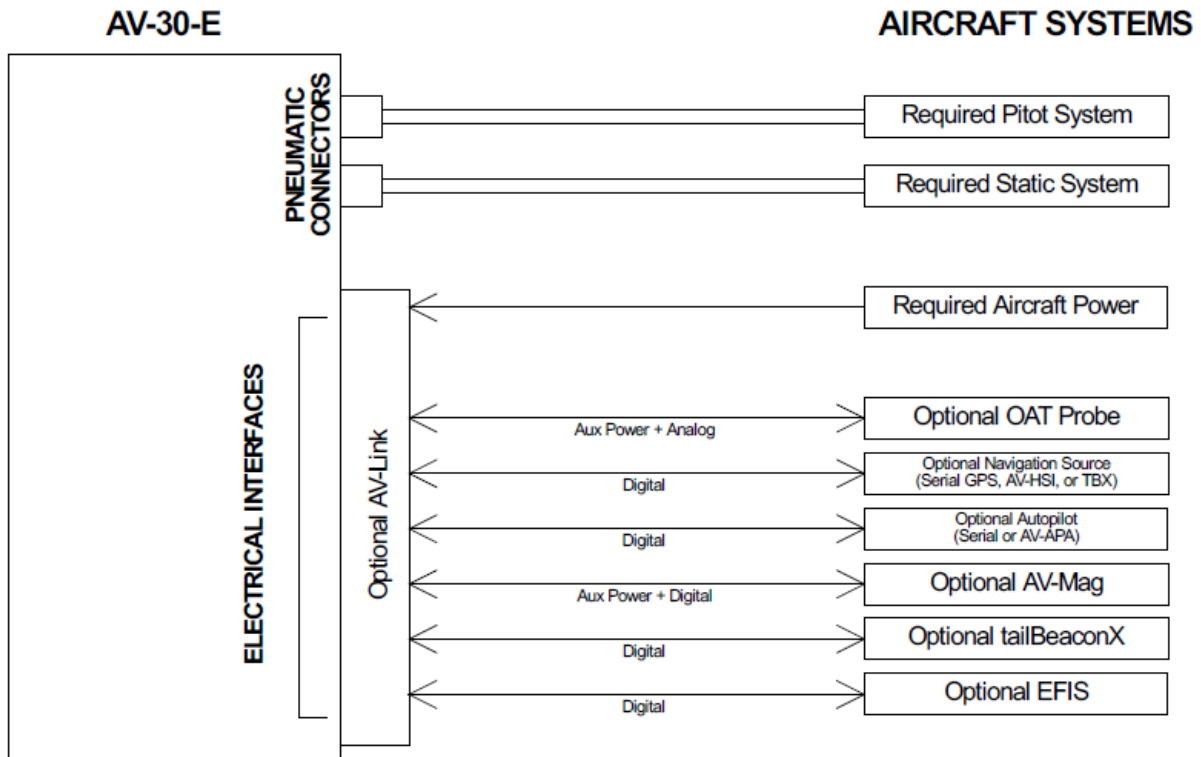 AV-30-E
AIRCRAFT SYSTEMS
PNEUMATIC
CONNECTORS
Required Pitot System
Required Static System
ELECTRICAL INTERFACES
Optional AV-Link
Required Aircraft Power
Aux Power + Analog
Optional OAT Probe
Digital
Optional Navigation Source
(Serial GPS, AV-HSI, or TBX)
Digital
Optional Autopilot
(Serial or AV-APA)
Aux Power + Digital
Optional AV-Mag
Digital
Optional tailBeaconX
Digital
Optional EFIS